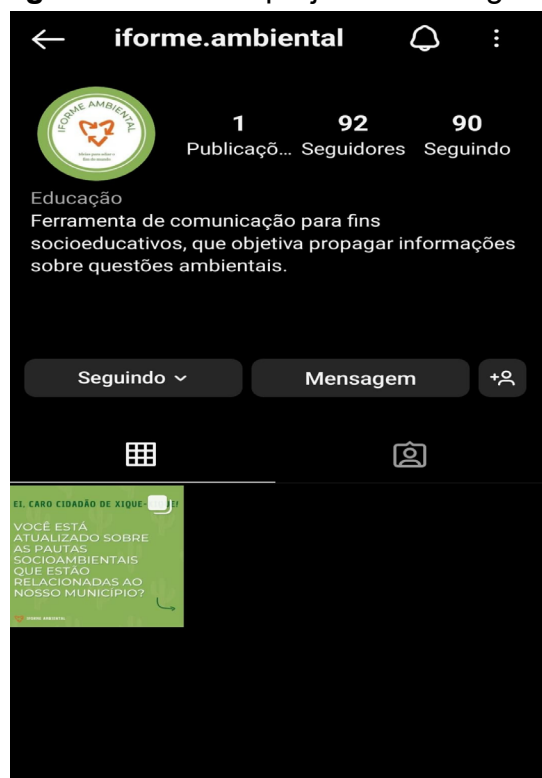 iforme.ambiental
IFORME AMBIENTAL
1 92 90
Publicaçõ... Seguidores Seguindo
Educação
Ferramenta de comunicação para fins
socioeducativos, que objetiva propagar informações
sobre questões ambientais.
Seguindo
Mensagem
EI, CARO CIDADÃO DE XIQUE-
VOCÊ ESTÁ
ATUALIZADO SOBRE
AS PAUTAS
SOCIOAMBIENTAIS
QUE ESTÃO
RELACIONADAS AO
NOSSO MUNICÍPIO?
IFORME AMBIENTAL